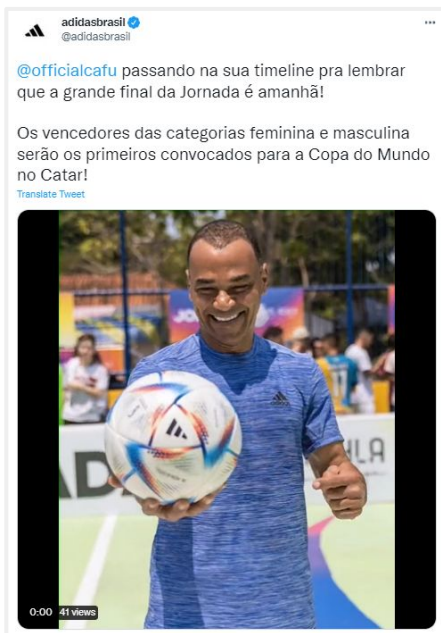 adidasbrasil
@adidasbrasil
@officialcafu passando na sua timeline pra lembrar
que a grande final da Jornada é amanhã!
Os vencedores das categorias feminina e masculina
serão os primeiros convocados para a Copa do Mundo
no Catar!
Translate Tweet
0:00 41 views